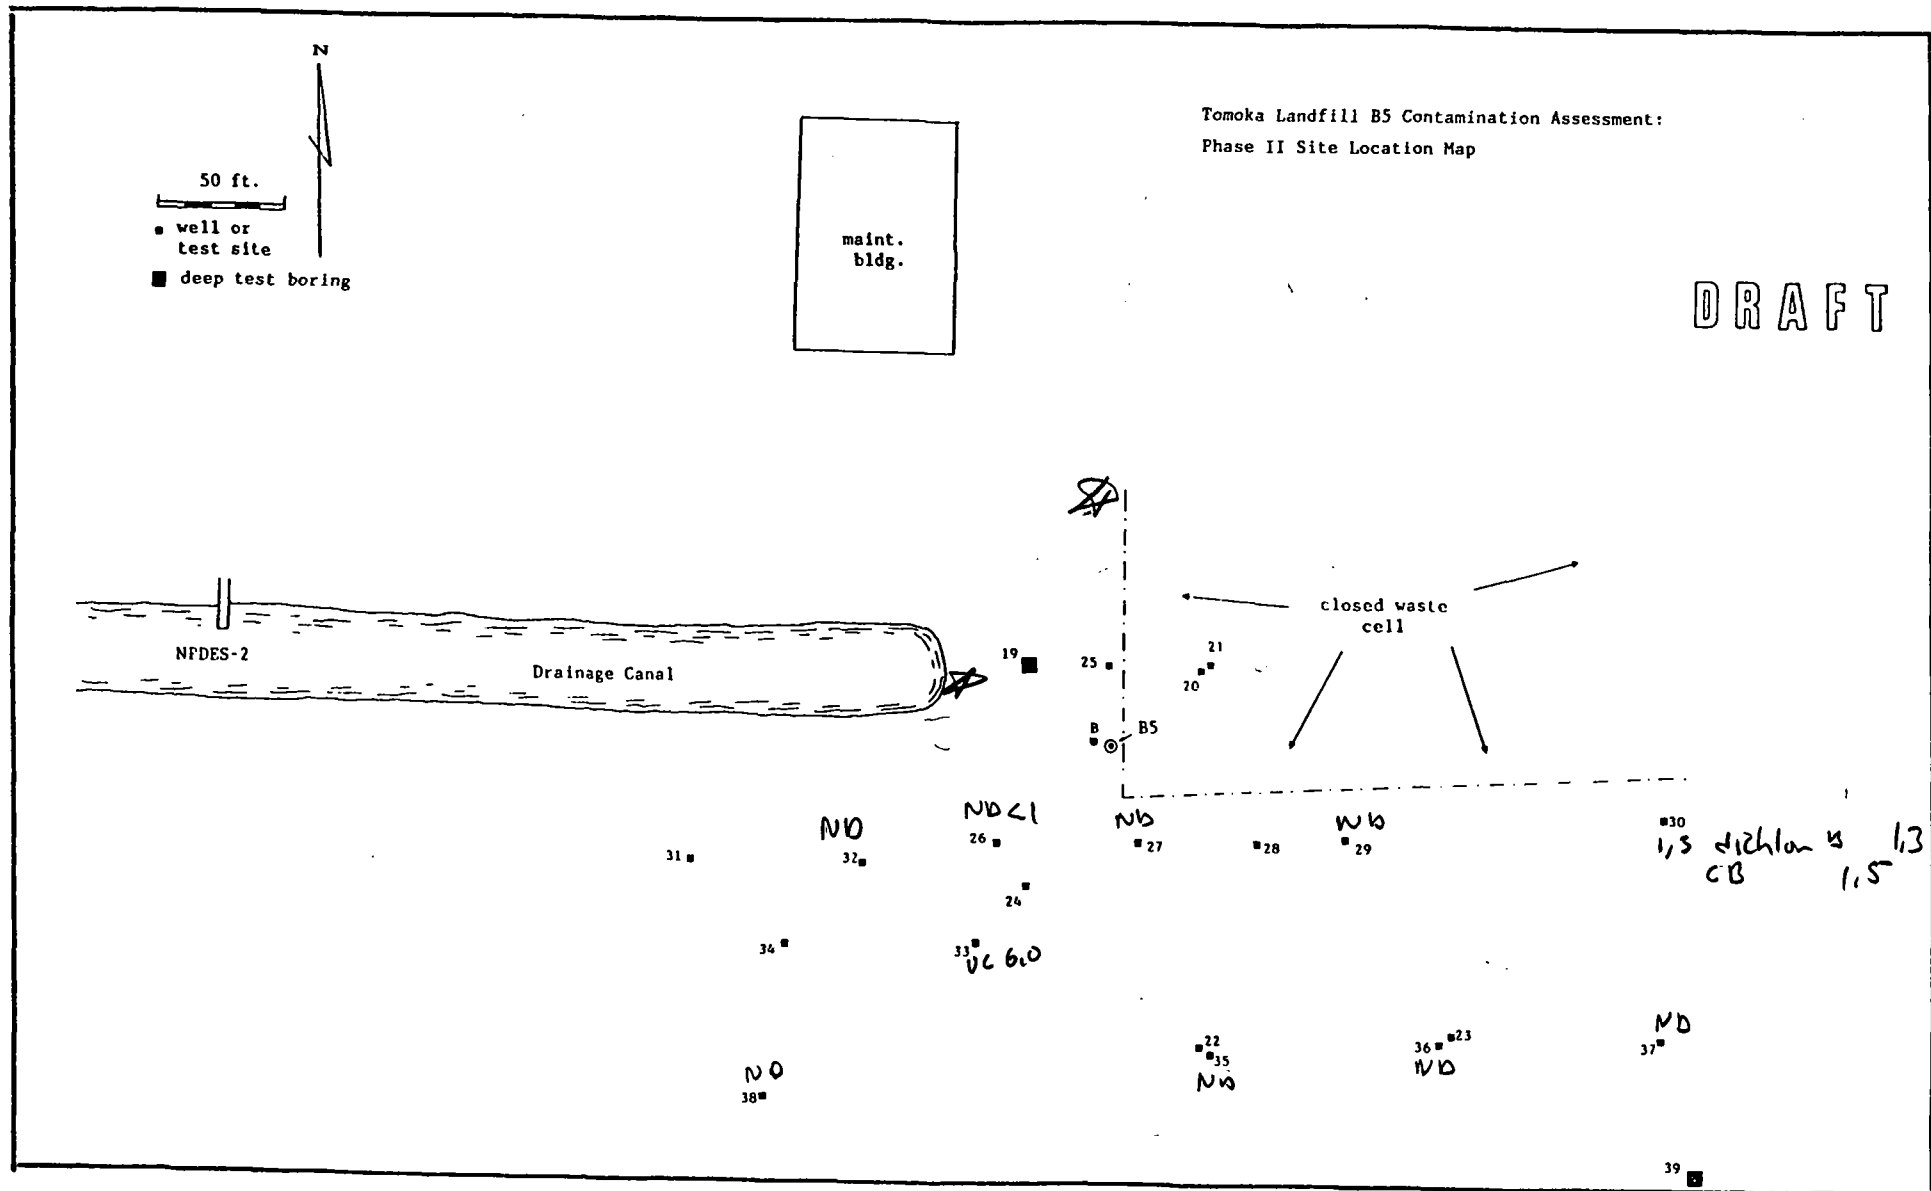 N
Tomoka Landfill B5 Contamination Assessment:
Phase II Site Location Map
50 ft.
well or
test site
deep test boring
maint.
bldg.
DRAFT
closed waste
cell
NPDES-2
Drainage Canal
19
25
21
20
B
B5
ND<1
ND
ND
ND
26
27
28
29
30
31
32
1,3
CB 1.5
24
34
33
VC 6.0
22
35
ND
36
23
ND
ND
37
ND
38
39